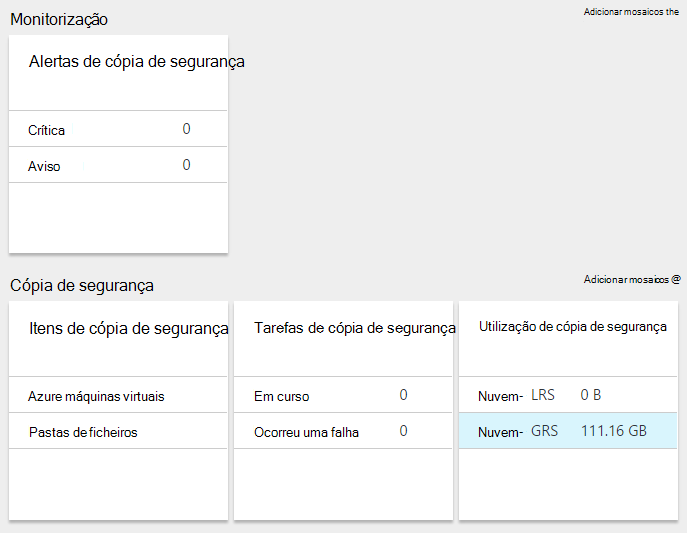 Monitorização
Adicionar mosaicos the
Alertas de cópia de segurança
Crítica 0
Aviso 0
Cópia de segurança
Adicionar mosaicos @
Itens de cópia de segurança
Azure máquinas virtuais
Pastas de ficheiros
Tarefas de cópia de segurança
Em curso 0
Ocorreu uma falha 0
Utilização de cópia de segurança
Nuvem- LRS 0 B
Nuvem- GRS 111.16 GB